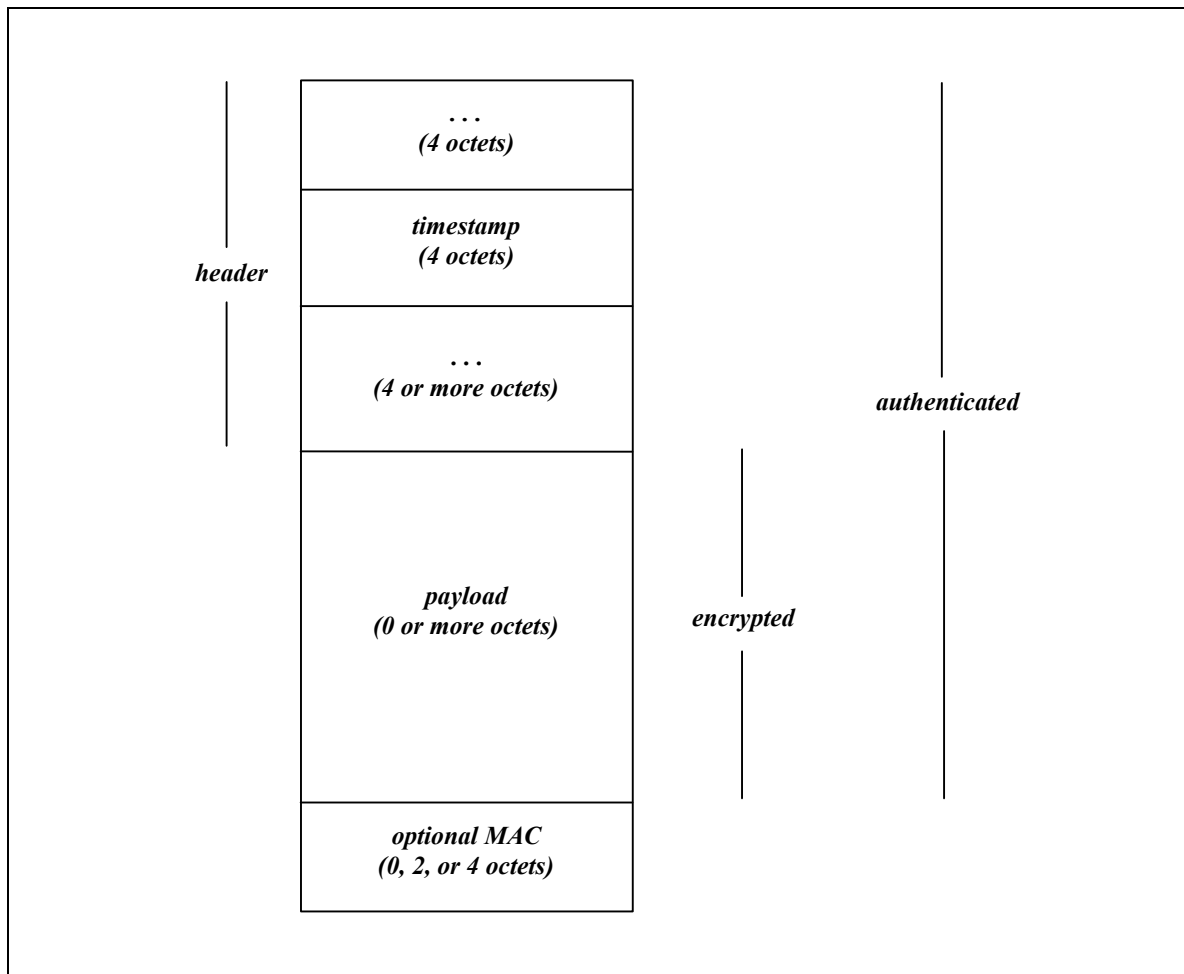 . . .
(4 octets)
timestamp
(4 octets)
header
. . .
(4 or more octets)
authenticated
payload
(0 or more octets)
encrypted
optional MAC
(0, 2, or 4 octets)